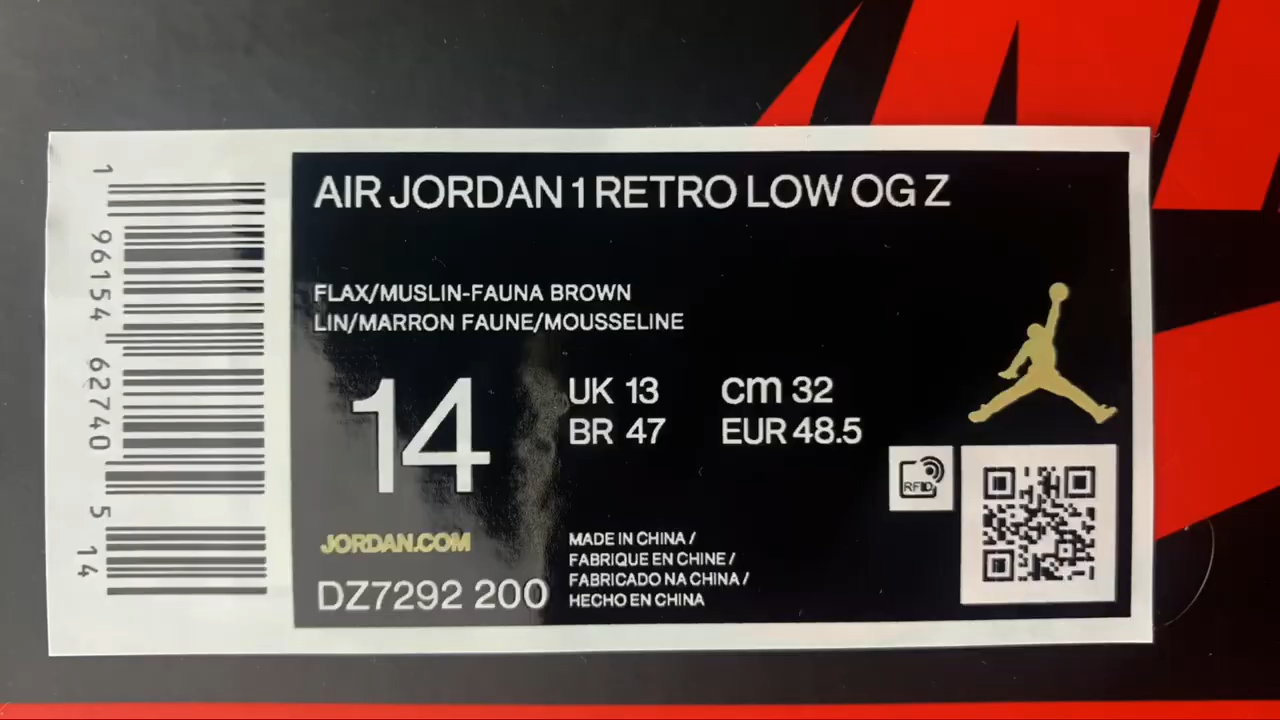 1 96154 62740 5 14
AIR JORDAN 1 RETRO LOW OG Z
FLAX/MUSLIN-FAUNA BROWN
LIN/MARRON FAUNE/MOUSSELINE
14
UK 13 cm 32
BR 47 EUR 48.5
RFID
JORDAN.COM
DZ7292 200
MADE IN CHINA /
FABRIQUE EN CHINE /
FABRICADO NA CHINA /
HECHO EN CHINA